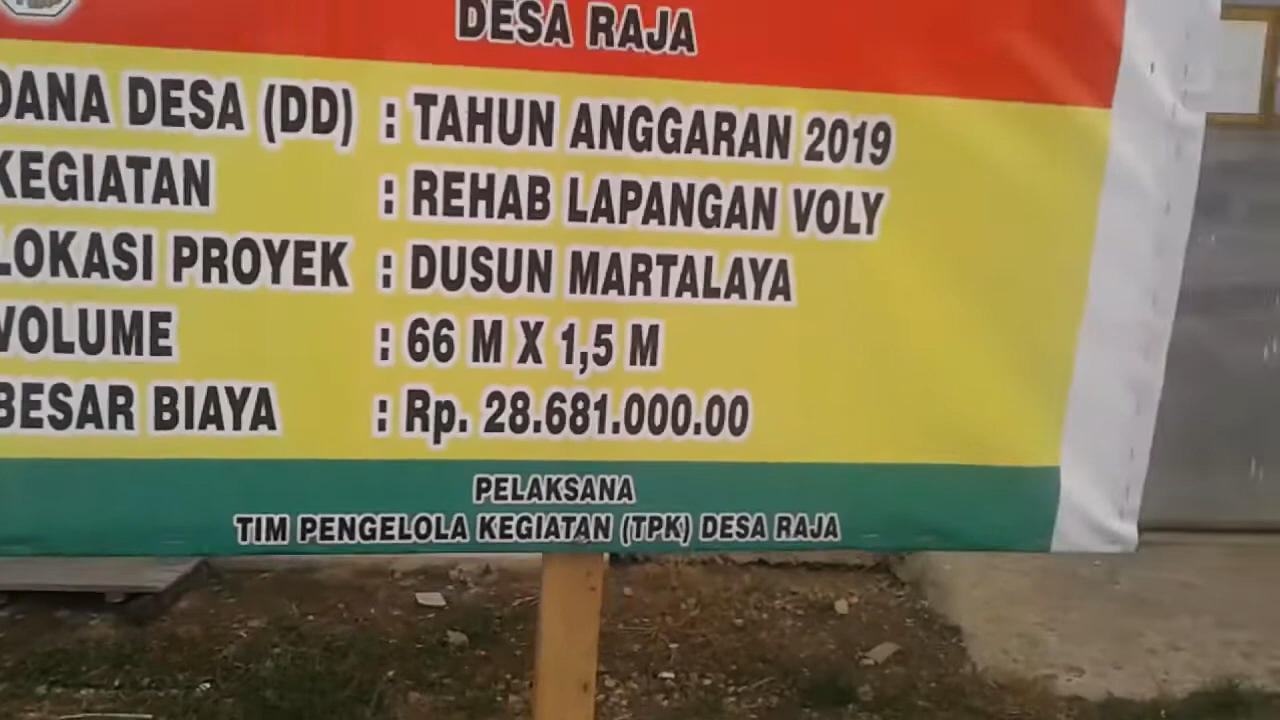 DESA RAJA
DANA DESA (DD) : TAHUN ANGGARAN 2019
KEGIATAN : REHAB LAPANGAN VOLY
LOKASI PROYEK : DUSUN MARTALAYA
VOLUME : 66 M X 1,5 M
BESAR BIAYA : Rp. 28.681.000.00
PELAKSANA
TIM PENGELOLA KEGIATAN (TPK) DESA RAJA